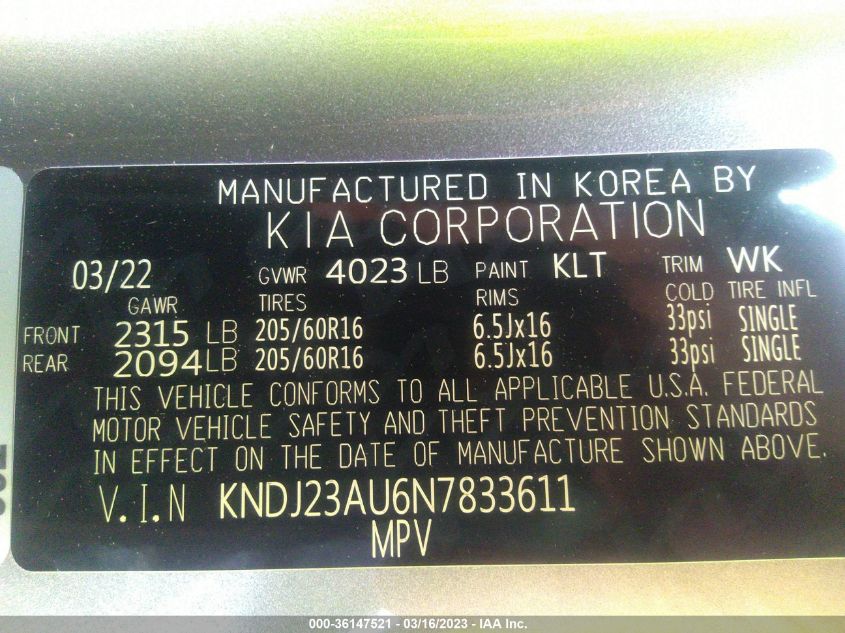 MANUFACTURED IN KOREA BY
KIA CORPORATION
03/22 GVWR 4023 LB PAINT KLT TRIM WK
GAWR TIRES RIMS COLD TIRE INFL
FRONT 2315 LB 205/60R16 6.5Jx16 33psi SINGLE
REAR 2094 LB 205/60R16 6.5Jx16 33psi SINGLE
THIS VEHICLE CONFORMS TO ALL APPLICABLE U.S.A. FEDERAL
MOTOR VEHICLE SAFETY AND THEFT PREVENTION STANDARDS
IN EFFECT ON THE DATE OF MANUFACTURE SHOWN ABOVE.
V.I.N KNDJ23AU6N7833611
MPV
000-36147521 - 03/16/2023 - IAA Inc.